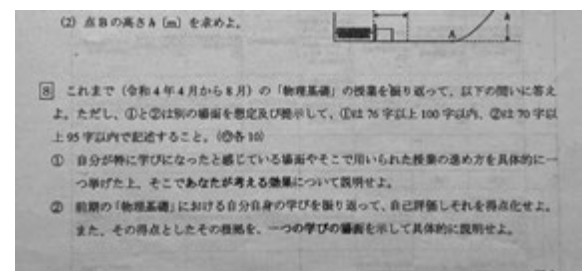 (2) 点Bの高さh〔m〕を求めよ。
A
h
8 これまで（令和4年4月から8月）の「物理基礎」の授業を振り返って、以下の問いに答え
よ。ただし、①と②は別の場面を想定及び提示して、①は76字以上100字以内、②は70字以
上95字以内で記述すること。(◎各10)
① 自分が特に学びになったと感じている場面やそこで用いられた授業の進め方を具体的に一
つ挙げた上、そこであなたが考える効果について説明せよ。
② 前期の「物理基礎」における自分自身の学びを振り返って、自己評価しそれを得点化せよ。
また、その得点としたその根拠を、一つの学びの場面を示して具体的に説明せよ。